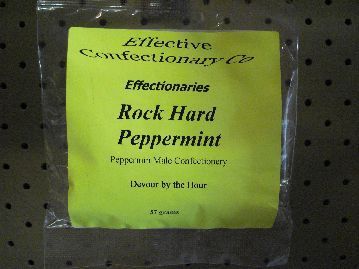 Effective
Confectionary Co
Effectionaries
Rock Hard
Peppermint
Peppermint Male Confectionery
Devour by the Hour
57 grams